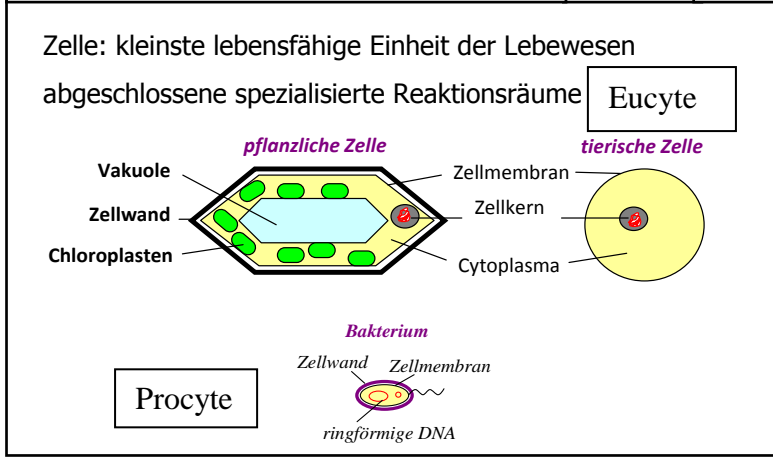 Zelle: kleinste lebensfähige Einheit der Lebewesen
abgeschlossene spezialisierte Reaktionsräume
Eucyte
pflanzliche Zelle
tierische Zelle
Vakuole
Zellmembran
Zellwand
Zellkern
Chloroplasten
Cytoplasma
Bakterium
Zellwand
Zellmembran
Procyte
ringförmige DNA